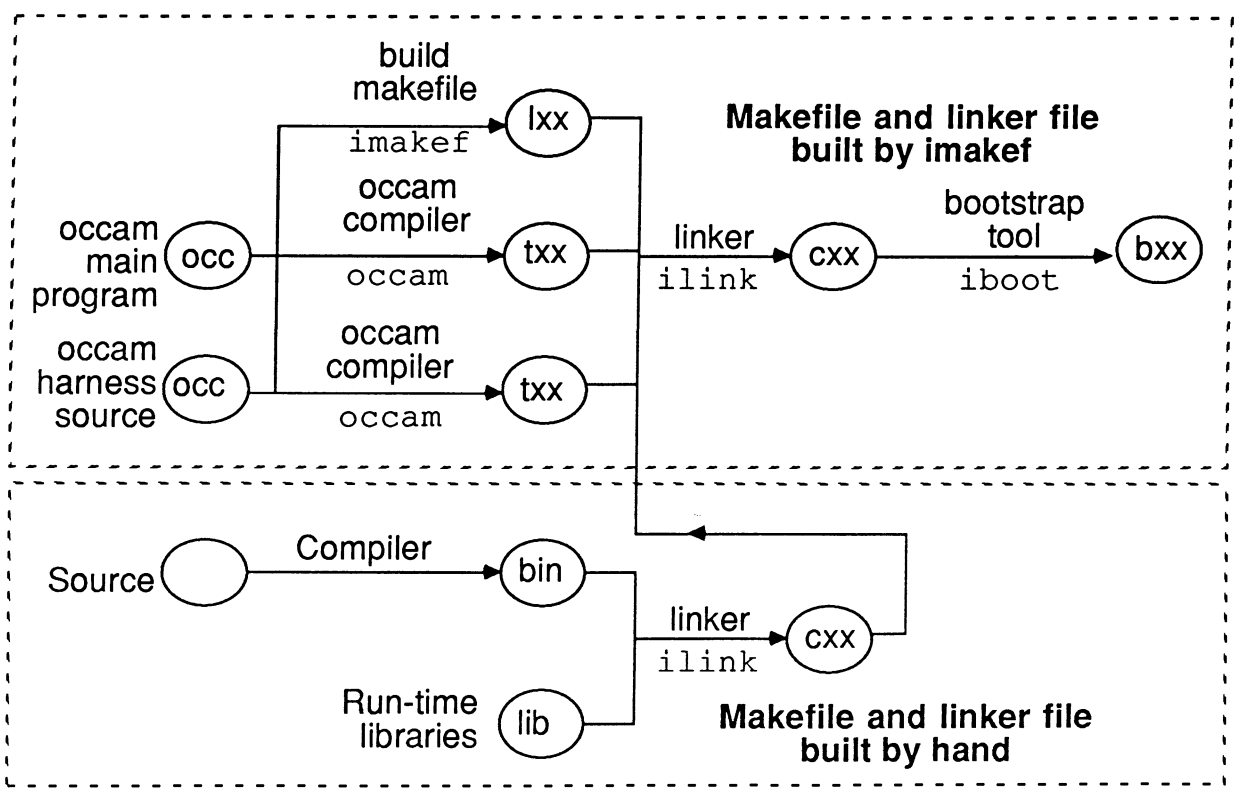 build
makefile
imakef
lxx
Makefile and linker file
built by imakef
occam
main
program
occ
occam
compiler
occam
txx
linker
ilink
cxx
bootstrap
tool
iboot
bxx
occam
harness
source
occ
occam
compiler
occam
txx
Source
Compiler
bin
linker
ilink
cxx
Run-time
libraries
lib
Makefile and linker file
built by hand